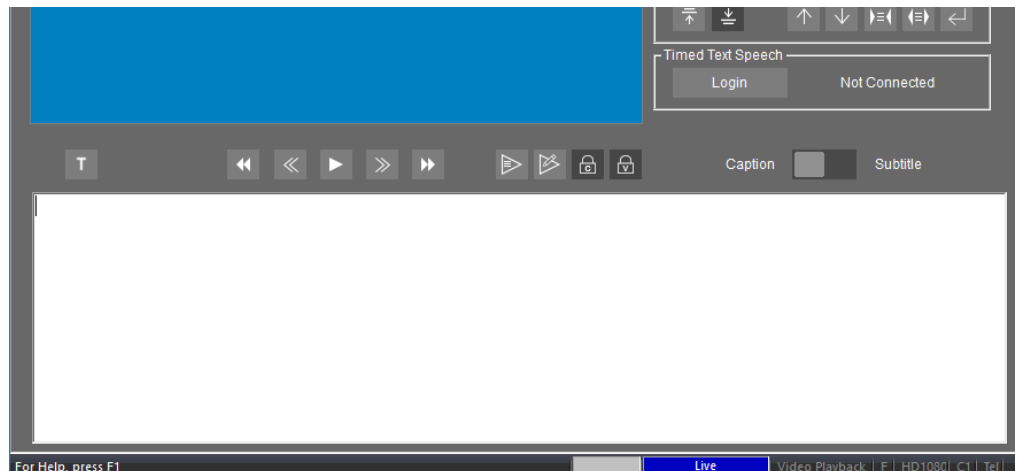 Timed Text Speech
Login Not Connected
T C V Caption Subtitle
For Help, press F1 Live Video Playback F HD1080 C1 Tel